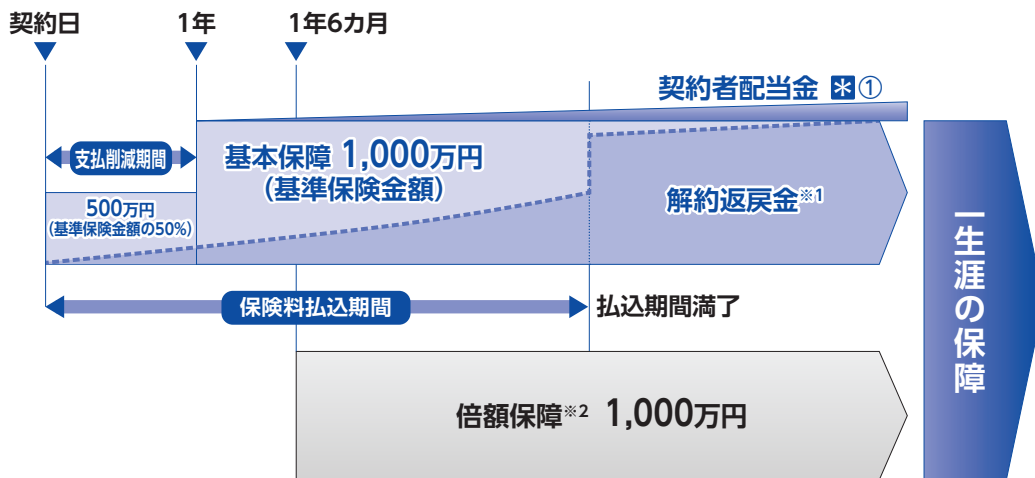 契約日
1年
1年6カ月
契約者配当金 *①
支払削減期間
基本保障 1,000万円
(基準保険金額)
500万円
(基準保険金額の50%)
解約返戻金※1
保険料払込期間
払込期間満了
倍額保障※2 1,000万円
一生涯の保障